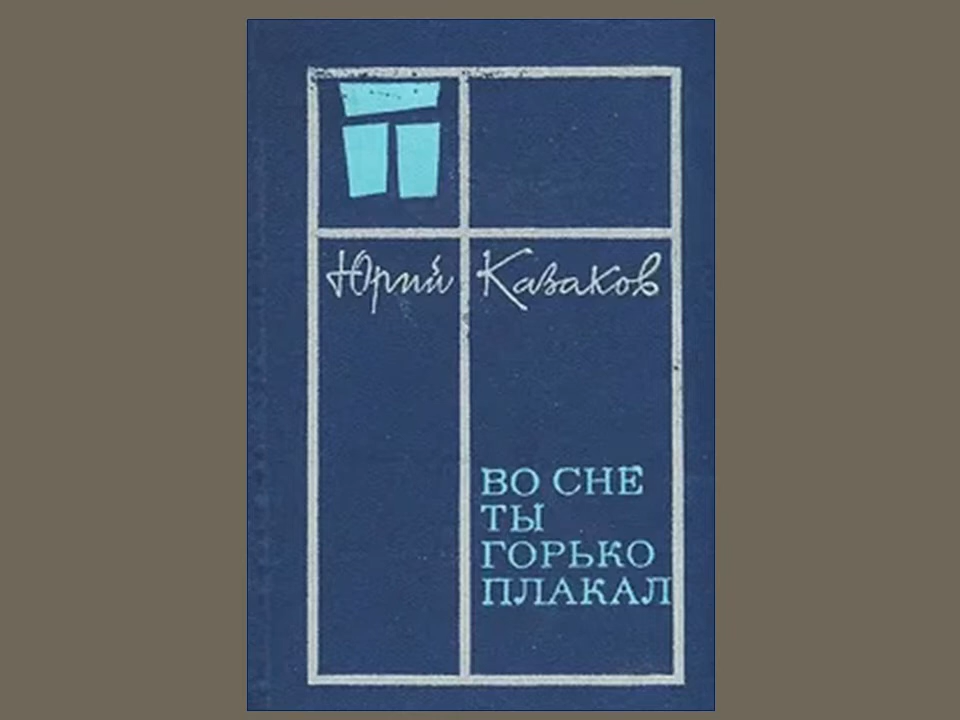 Юрий Казаков
ВО СНЕ
ТЫ
ГОРЬКО
ПЛАКАЛ